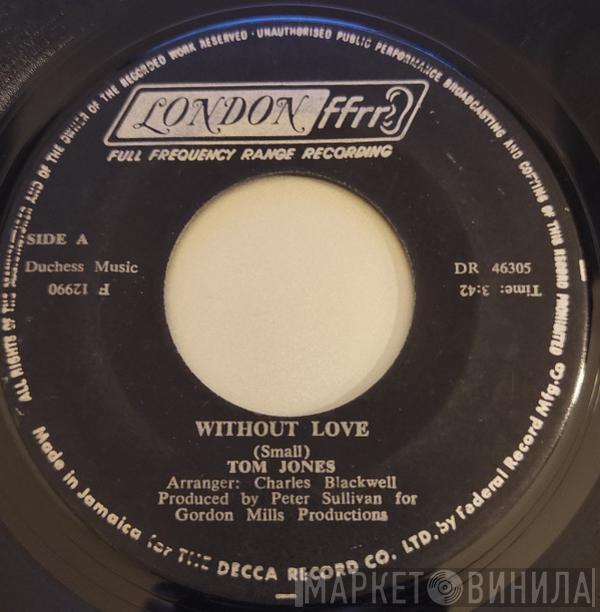 ALL RIGHTS OF THE MANUFACTURER AND OF THE OWNER OF THE RECORDED WORK RESERVED · UNAUTHORISED PUBLIC PERFORMANCE BROADCASTING AND COPYING OF THIS RECORD PROHIBITED
LONDON ffrr
FULL FREQUENCY RANGE RECORDING
SIDE A
Duchess Music
F 12990
DR 46305
Time: 3:42
WITHOUT LOVE
(Small)
TOM JONES
Arranger: Charles Blackwell
Produced by Peter Sullivan for
Gordon Mills Productions
Made in Jamaica for THE DECCA RECORD CO. LTD. by Federal Record Mfg.Co
МАРКЕТ ВИНИЛА